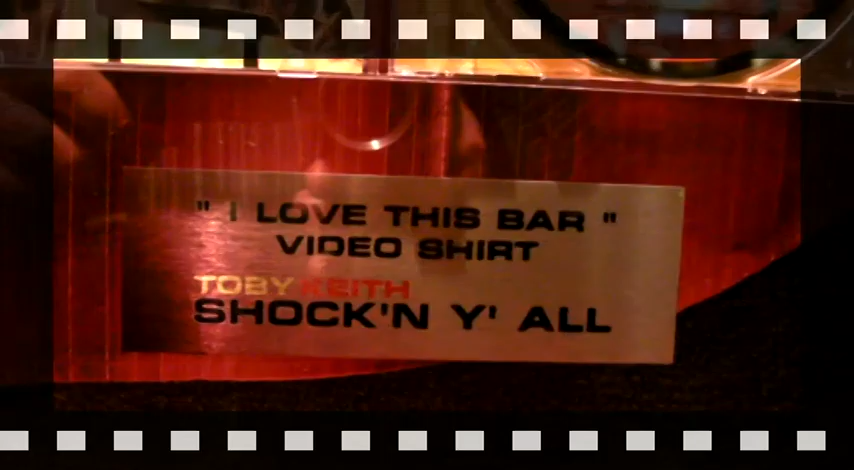 " I LOVE THIS BAR "
VIDEO SHIRT
TOBY KEITH
SHOCK'N Y' ALL